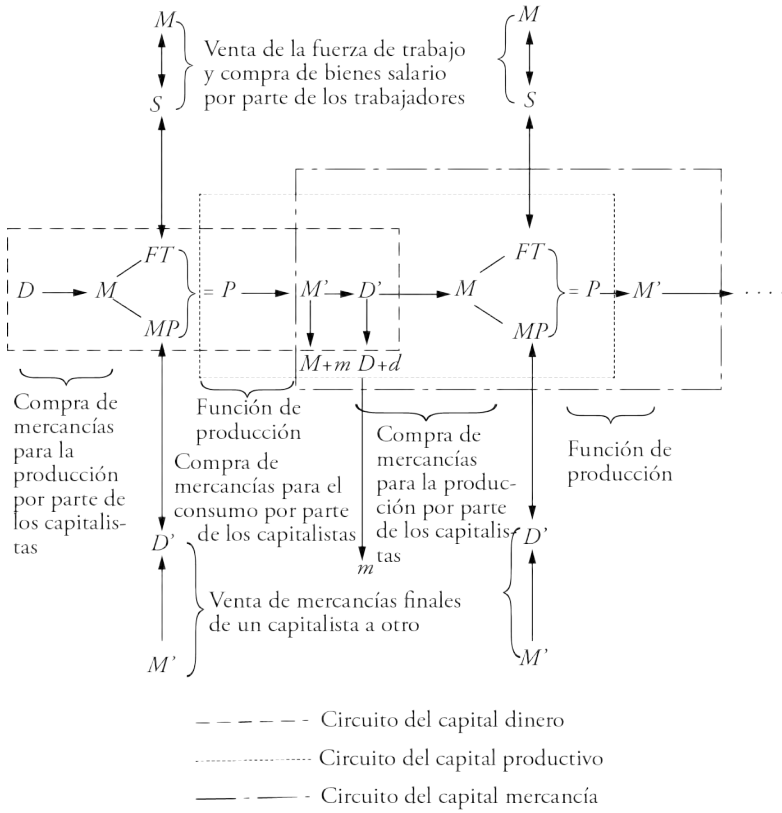 M
S
Venta de la fuerza de trabajo
y compra de bienes salario
por parte de los trabajadores
M
S
FT
D
M
MP
= P
M’
D’
M+m
D+d
M
FT
MP
= P
M’
. . . .
Compra de
mercancías
para la
producción
por parte de
los capitalis-
tas
Función de
producción
Compra de
mercancías para el
consumo por parte
de los capitalistas
m
Compra de
mercancías
para la produc-
ción por parte
de los capitalis-
tas
Función de
producción
D’
M’
Venta de mercancías finales
de un capitalista a otro
D’
M’
Circuito del capital dinero
Circuito del capital productivo
Circuito del capital mercancía